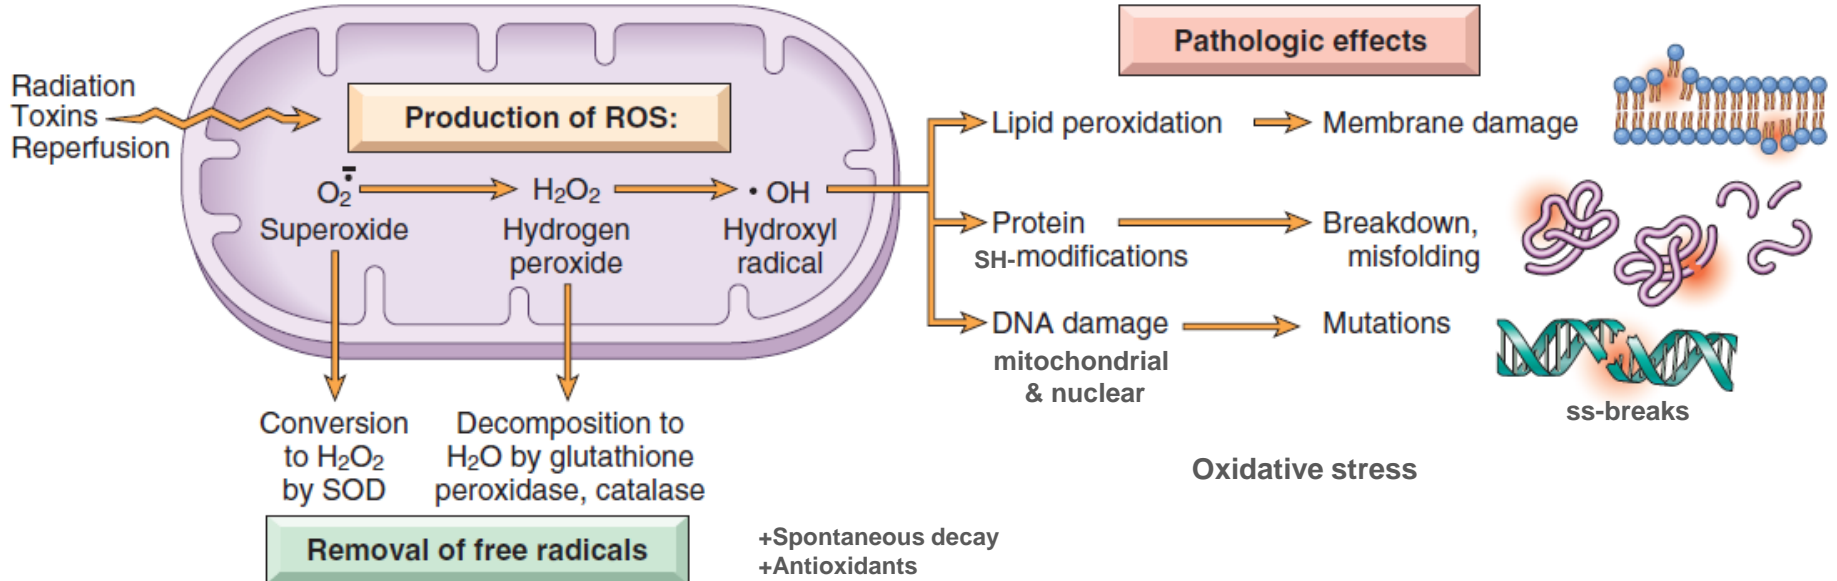 Radiation
Toxins
Reperfusion
Production of ROS:
O₂•̄
Superoxide
H₂O₂
Hydrogen
peroxide
• OH
Hydroxyl
radical
Pathologic effects
Lipid peroxidation
Membrane damage
Protein
SH-modifications
Breakdown,
misfolding
DNA damage
mitochondrial
& nuclear
Mutations
ss-breaks
Oxidative stress
Conversion
to H₂O₂
by SOD
Decomposition to
H₂O by glutathione
peroxidase, catalase
Removal of free radicals
+Spontaneous decay
+Antioxidants